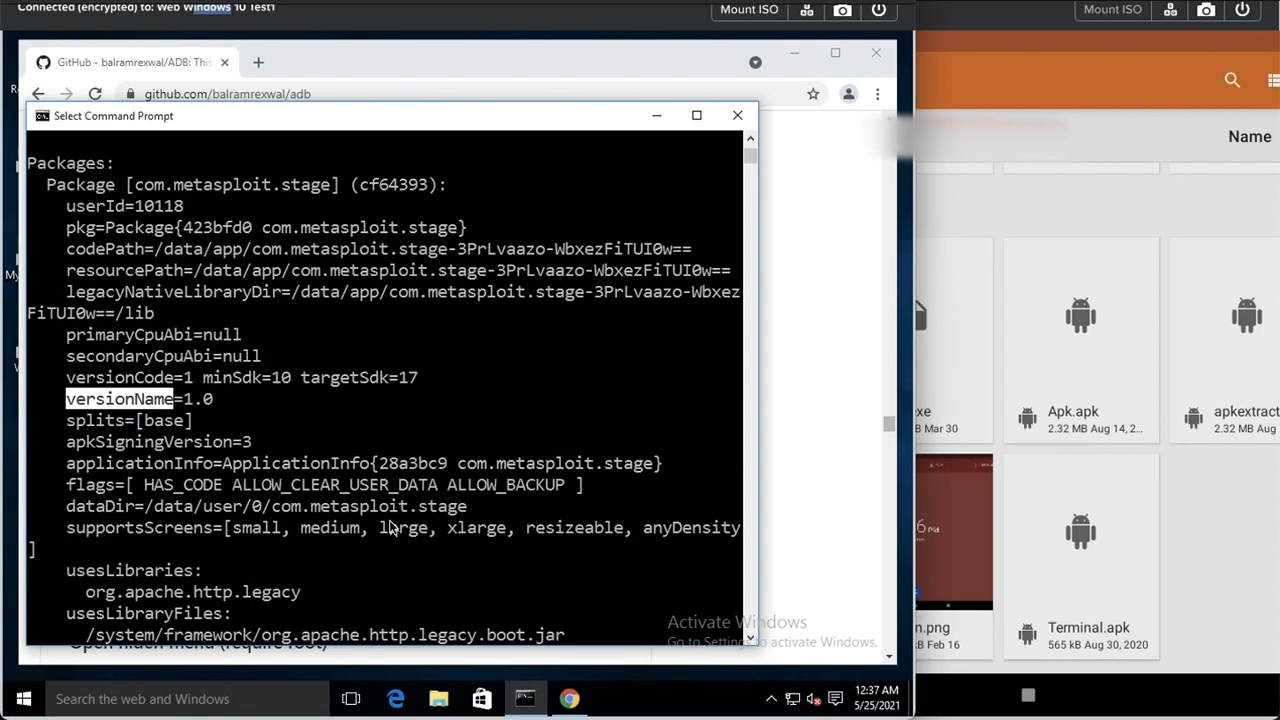 Connected (encrypted) to: Web Windows 10 Test1
Mount ISO
Mount ISO
GitHub - balramrexwal/ADB: This
github.com/balramrexwal/adb
Select Command Prompt
Packages:
Package [com.metasploit.stage] (cf64393):
userId=10118
pkg=Package{423bfd0 com.metasploit.stage}
codePath=/data/app/com.metasploit.stage-3PrLvaazo-WbxezFiTUI0w==
resourcePath=/data/app/com.metasploit.stage-3PrLvaazo-WbxezFiTUI0w==
legacyNativeLibraryDir=/data/app/com.metasploit.stage-3PrLvaazo-Wbxez
FiTUI0w==/lib
primaryCpuAbi=null
secondaryCpuAbi=null
versionCode=1 minSdk=10 targetSdk=17
versionName=1.0
splits=[base]
apkSigningVersion=3
applicationInfo=ApplicationInfo{28a3bc9 com.metasploit.stage}
flags=[ HAS_CODE ALLOW_CLEAR_USER_DATA ALLOW_BACKUP ]
dataDir=/data/user/0/com.metasploit.stage
supportsScreens=[small, medium, large, xlarge, resizeable, anyDensity
]
usesLibraries:
org.apache.http.legacy
usesLibraryFiles:
/system/framework/org.apache.http.legacy.boot.jar
Activate Windows
Go to Settings to activate Windows.
Search the web and Windows
12:37 AM
5/25/2021
Name
exe
B Mar 30
Apk.apk
2.32 MB Aug 14, 2...
apkextract
2.32 MB Aug
n.png
kB Feb 16
Terminal.apk
565 kB Aug 30, 2020